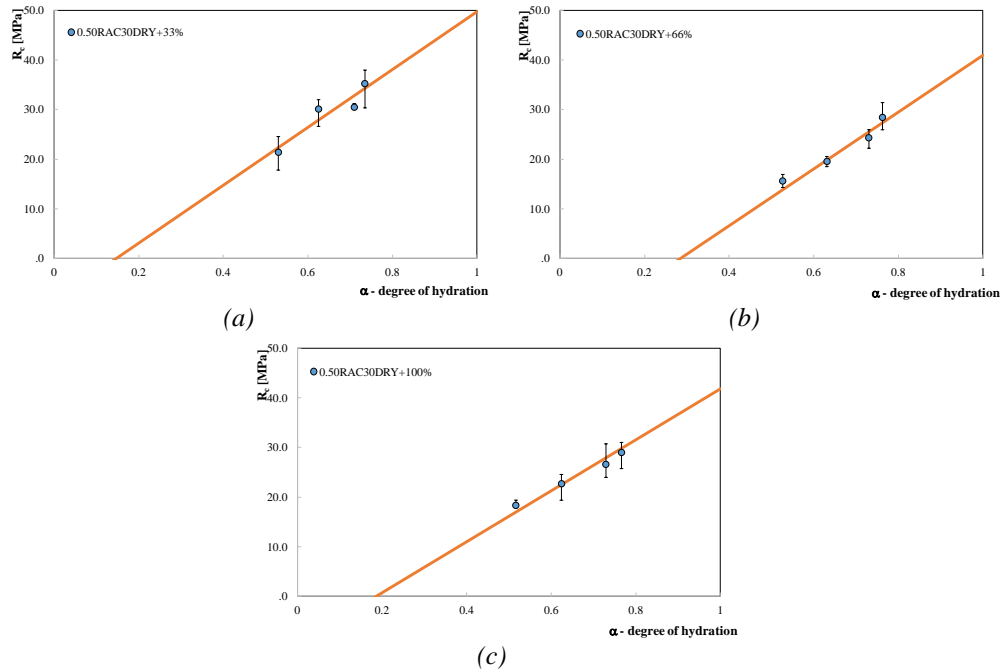 50.0
40.0
30.0
20.0
10.0
.0
R_c [MPa]
0.50RAC30DRY+33%
0 0.2 0.4 0.6 0.8 1
α - degree of hydration
(a)
50.0
40.0
30.0
20.0
10.0
.0
R_c [MPa]
0.50RAC30DRY+66%
0 0.2 0.4 0.6 0.8 1
α - degree of hydration
(b)
50.0
40.0
30.0
20.0
10.0
.0
R_c [MPa]
0.50RAC30DRY+100%
0 0.2 0.4 0.6 0.8 1
α - degree of hydration
(c)